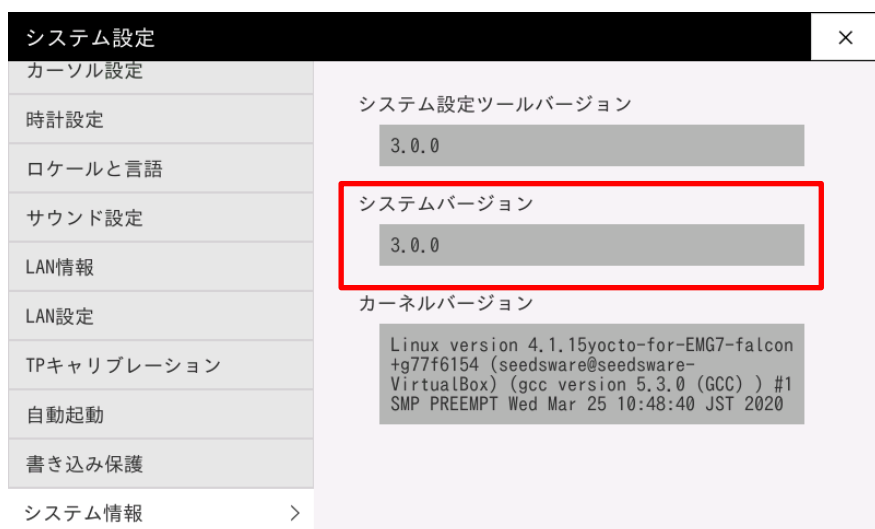 システム設定
×
カーソル設定
時計設定
ロケールと言語
サウンド設定
LAN情報
LAN設定
TPキャリブレーション
自動起動
書き込み保護
システム情報
>
システム設定ツールバージョン
3.0.0
システムバージョン
3.0.0
カーネルバージョン
Linux version 4.1.15yocto-for-EMG7-falcon
+g77f6154 (seedsware@seedsware-
VirtualBox) (gcc version 5.3.0 (GCC) ) #1
SMP PREEMPT Wed Mar 25 10:48:40 JST 2020